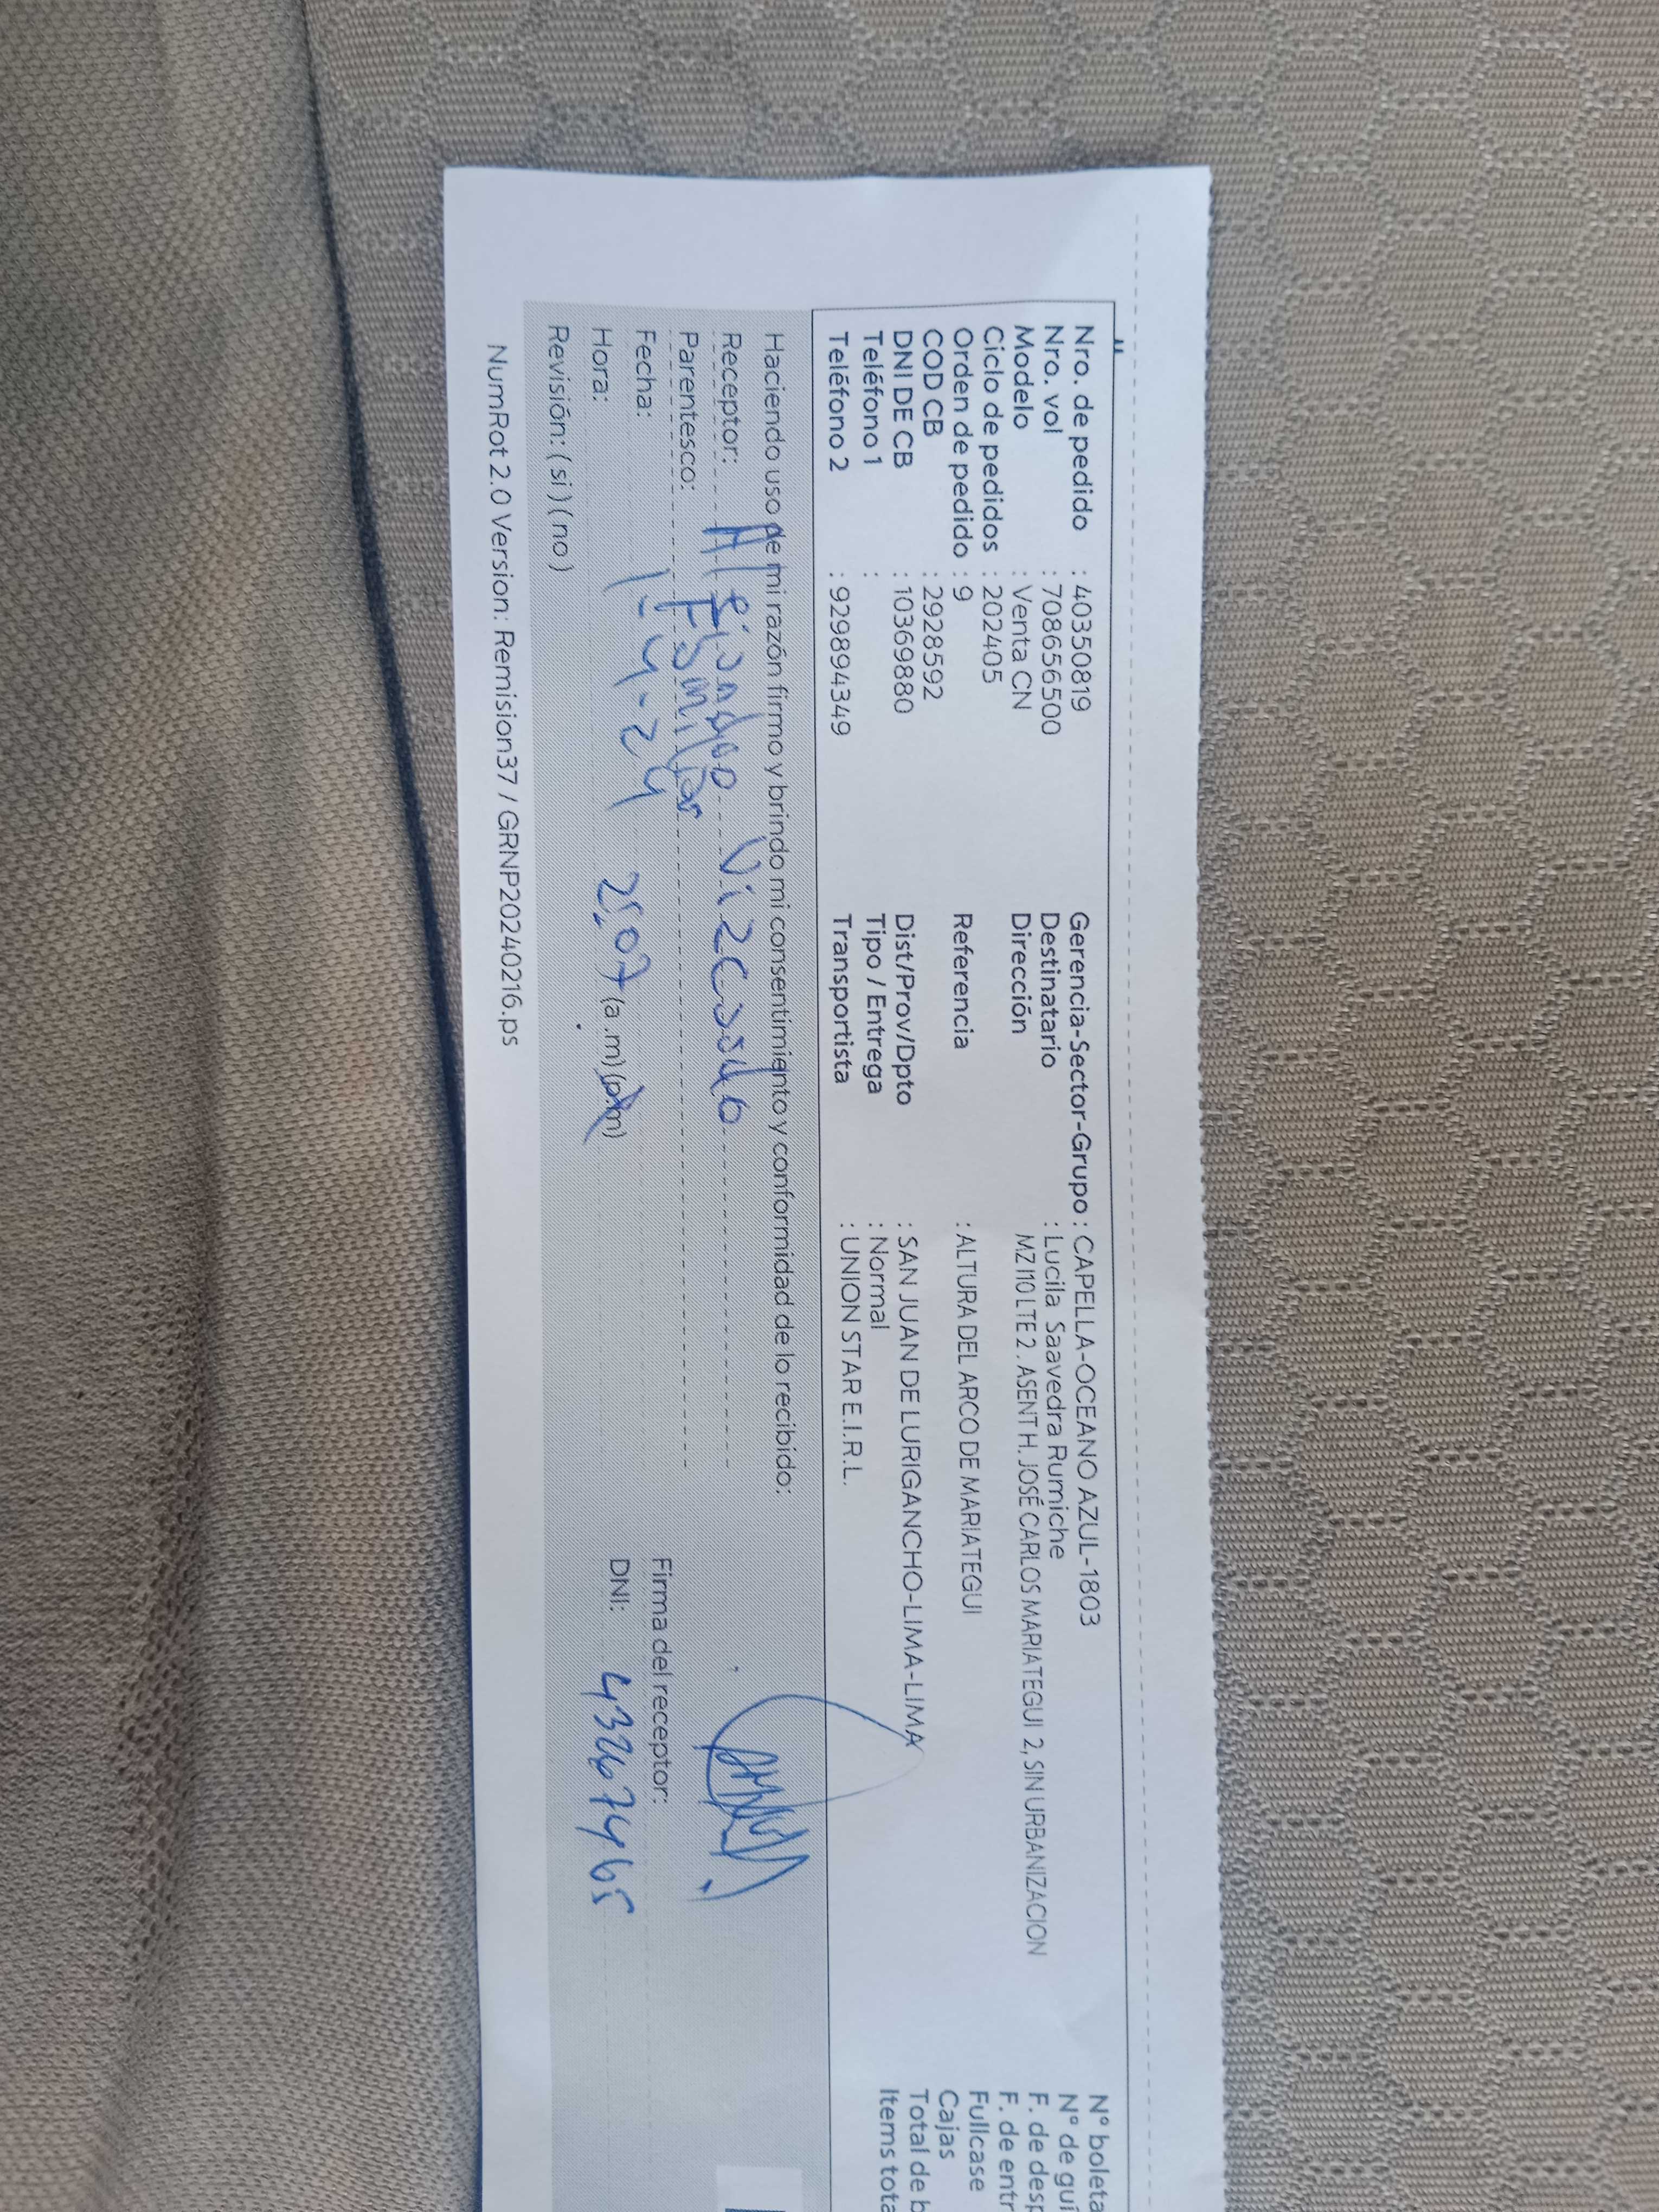 Nro. de pedido : 40350819
Nro. vol : 708656500
Modelo : Venta CN
Ciclo de pedidos : 202405
Orden de pedido : 9
COD CB : 2928592
DNI DE CB : 10369880
Teléfono 1 :
Teléfono 2 : 929894349
Gerencia-Sector-Grupo : CAPELLA-OCEANO AZUL-1803
Destinatario : Lucila Saavedra Rumiche
Dirección MZ I10 LTE 2 . ASENT H. JOSÉ CARLOS MARIATEGUI 2, SIN URBANIZACION
Referencia : ALTURA DEL ARCO DE MARIATEGUI
Dist/Prov/Dpto : SAN JUAN DE LURIGANCHO-LIMA-LIMA
Tipo / Entrega : Normal
Transportista : UNION STAR E.I.R.L.
N° boleta
N° de guí
F. de desp
F. de entr
Fullcase
Cajas
Total de b
Items tota
Haciendo uso de mi razón firmo y brindo mi consentimiento y conformidad de lo recibido:
Receptor:
Parentesco: Familiar
Fecha: 1-4-24
Hora: 2:07 (a.m) (p.m)
Revisión: ( si ) ( no )
Firma del receptor:
DNI: 43267465
NumRot 2.0 Version: Remision37 / GRNP20240216.ps